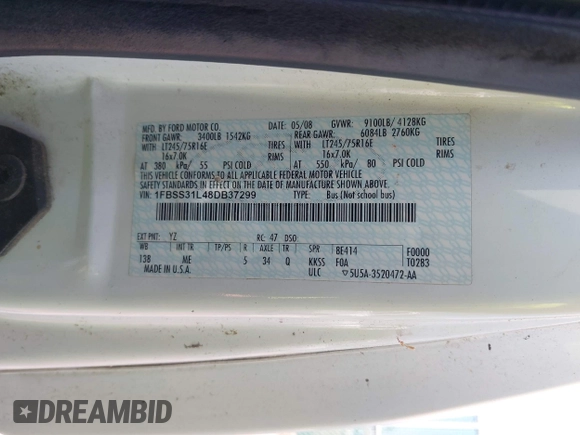 MFD. BY FORD MOTOR CO. 05/08 GVWR: 9100LB/ 4128KG
FRONT GAWR: 3400LB 1542KG REAR GAWR: 6084LB 2760KG
WITH LT245/75R16E TIRES WITH LT245/75R16E TIRES
16x7.0K RIMS 16x7.0K RIMS
AT 380 kPa/ 55 PSI COLD AT 550 kPa/ 80 PSI COLD
THIS VEHICLE CONFORMS TO ALL APPLICABLE FEDERAL MOTOR VEHICLE
SAFETY STANDARDS IN EFFECT ON THE DATE OF MANUFACTURE SHOWN ABOVE.
VIN: 1FBSS31L48DB37299 TYPE: Bus (Not school bus)
EXT PNT: YZ RC: 47 DSO:
WB INT TR TP/PS R AXLE TR SPR 8E414 F0000
138 ME 5 34 Q KKSS F0A T0283
MADE IN U.S.A. ULC 5U5A-3520472-AA
DREAMBID